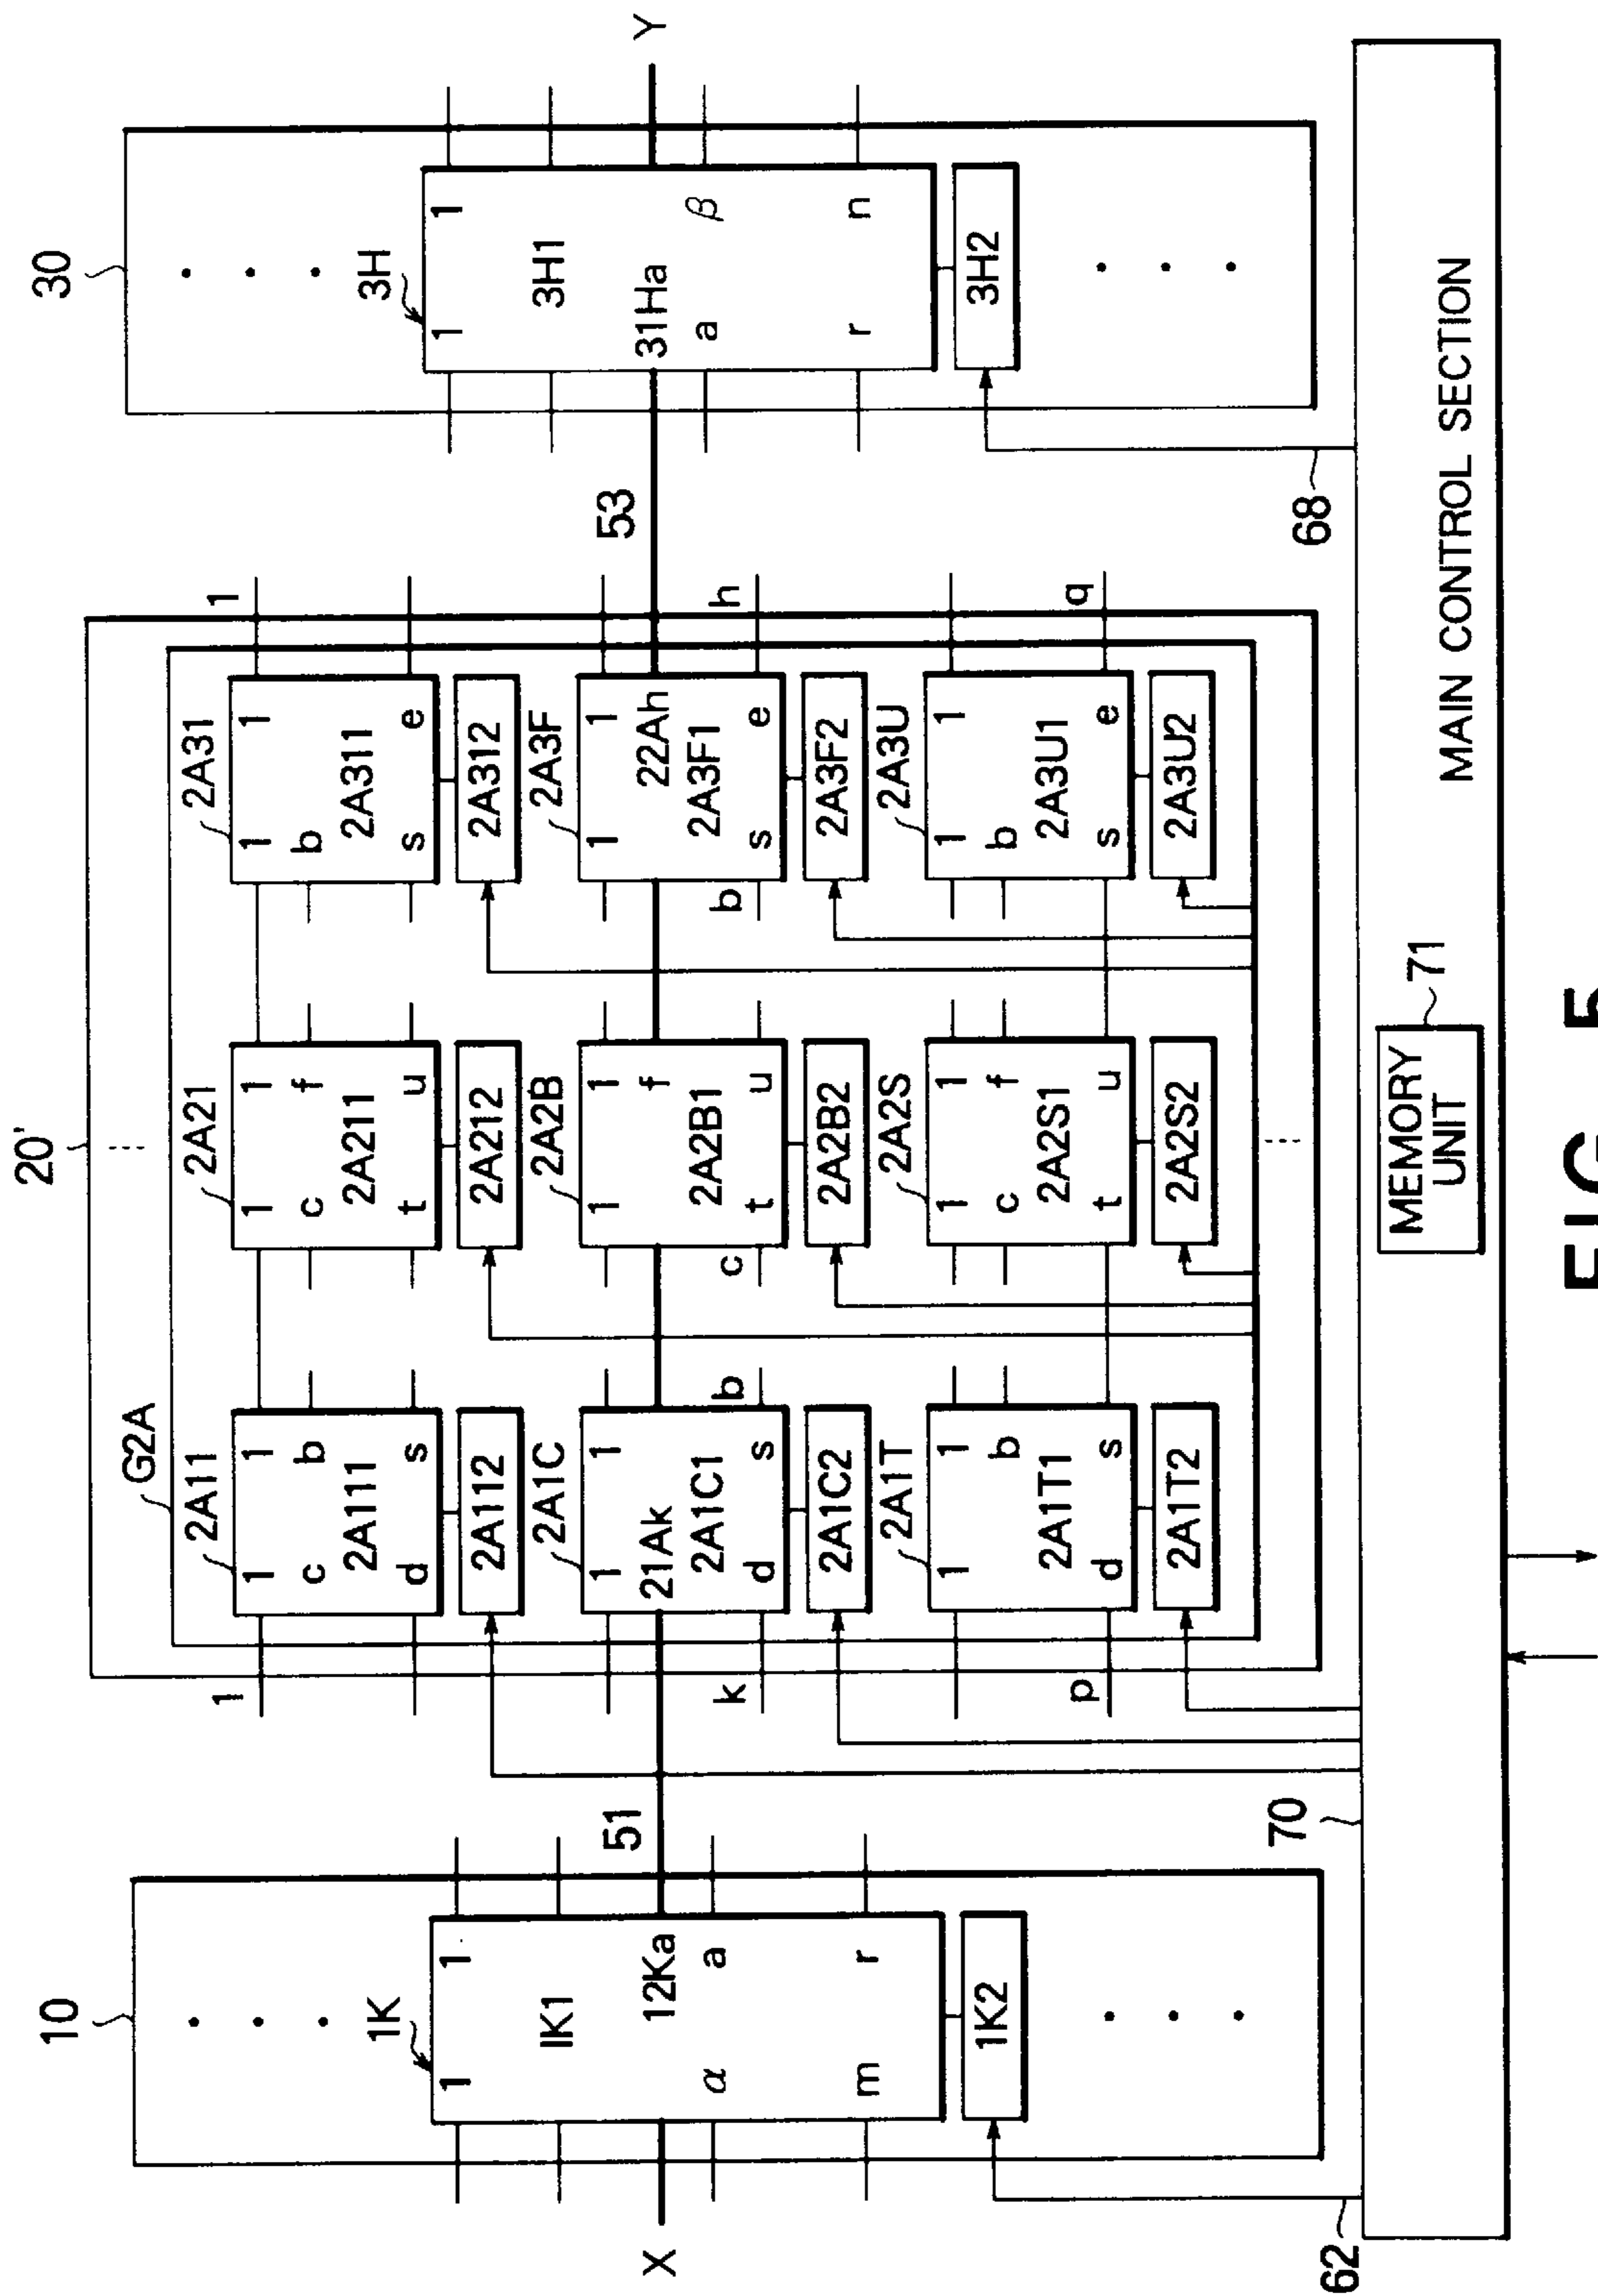 10
20'
30
1K
1
1
IK1
12Ka
α
a
m
r
1K2
X
51
62
G2A
1
k
p
2A11
1
1
c
b
2A111
d
s
2A112
2A1C
1
1
21Ak
2A1C1
d
s
b
2A1C2
2A1T
1
1
b
2A1T1
d
s
2A1T2
2A21
1
1
c
f
2A211
t
u
2A212
2A2B
1
1
f
2A2B1
c
t
u
2A2B2
2A2S
1
1
c
f
2A2S1
t
u
2A2S2
2A31
1
1
b
2A311
s
e
2A312
2A3F
1
1
22Ah
2A3F1
b
s
e
2A3F2
2A3U
1
1
b
2A3U1
s
e
2A3U2
1
h
q
53
3H
1
1
3H1
31Ha
a
β
r
n
3H2
Y
68
70
MEMORY
UNIT
71
MAIN CONTROL SECTION
FIG. 5